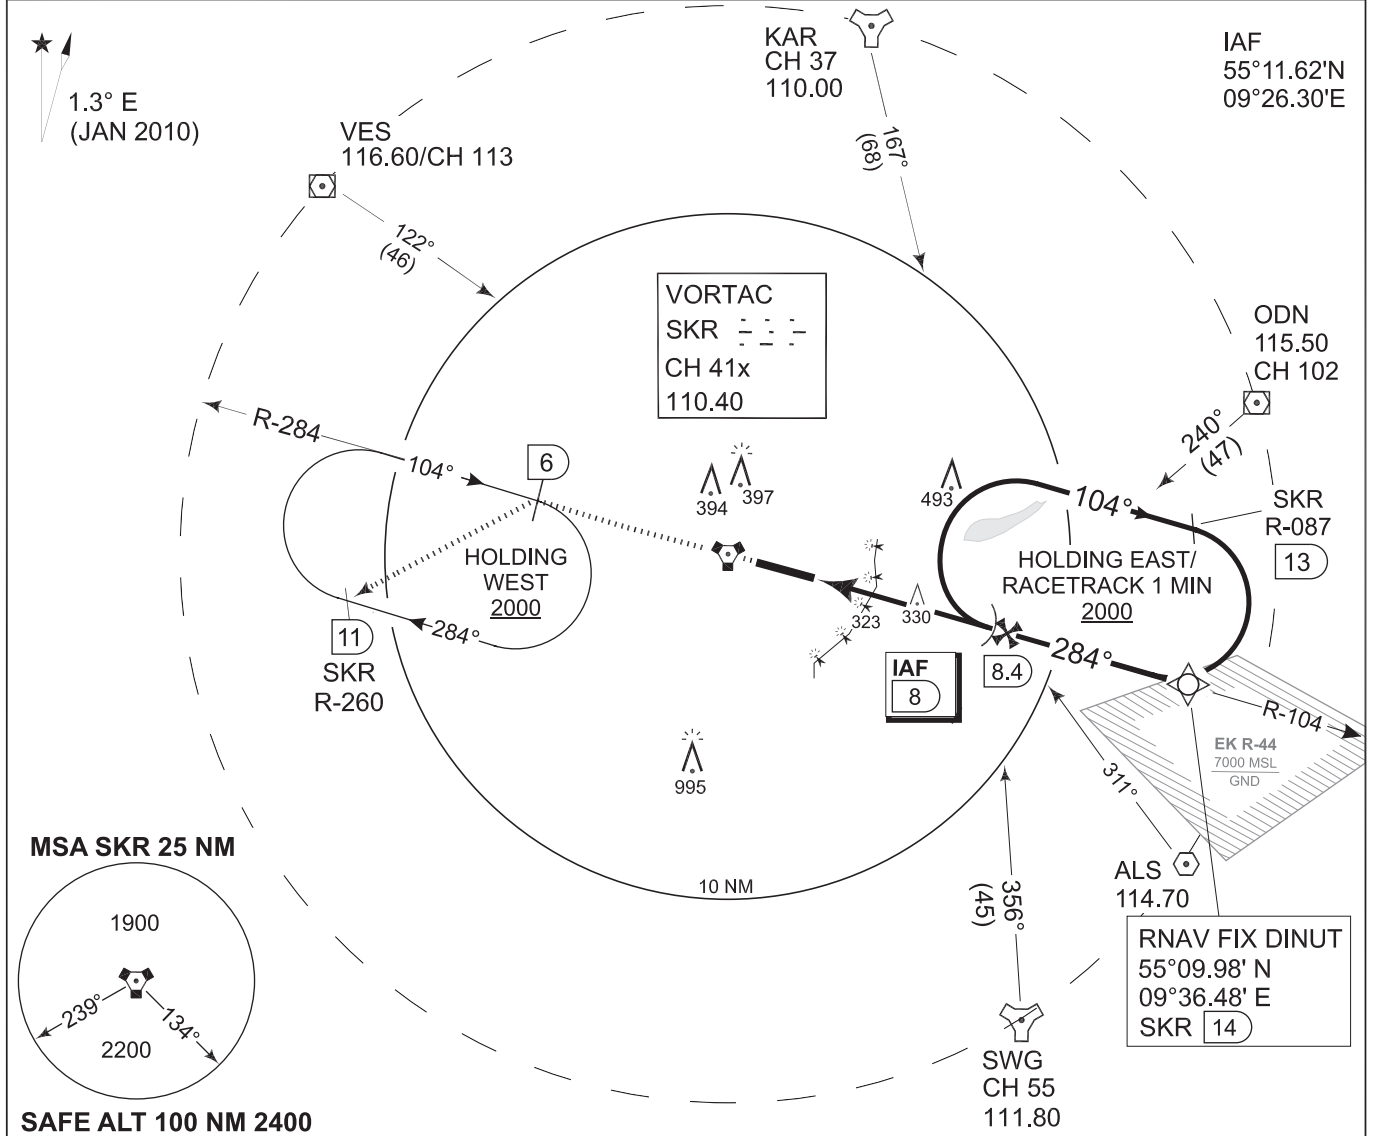 1.3° E
(JAN 2010)
VES
116.60/CH 113
122°
(46)
KAR
CH 37
110.00
167°
(68)
IAF
55°11.62'N
09°26.30'E
VORTAC
SKR
CH 41x
110.40
ODN
115.50
CH 102
240°
(47)
R-284
104°
6
394
397
493
104°
SKR
R-087
13
HOLDING
WEST
2000
HOLDING EAST/
RACETRACK 1 MIN
2000
284°
11
SKR
R-260
323
330
IAF
8
8.4
284°
R-104
EK R-44
7000 MSL
GND
311°
995
10 NM
356°
(45)
ALS
114.70
RNAV FIX DINUT
55°09.98' N
09°36.48' E
SKR 14
SWG
CH 55
111.80
MSA SKR 25 NM
1900
239°
134°
2200
SAFE ALT 100 NM 2400